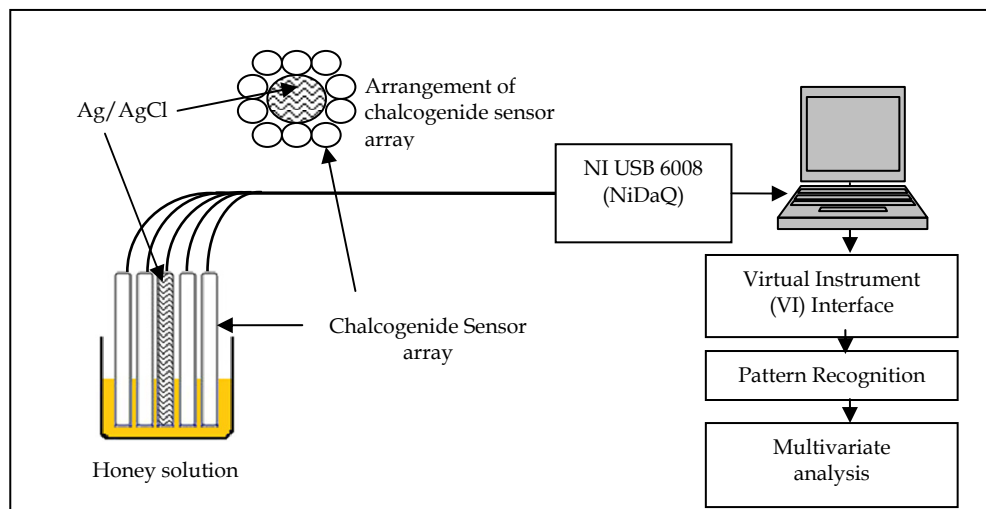 Ag/AgCl
Arrangement of
chalcogenide sensor
array
NI USB 6008
(NiDaQ)
Virtual Instrument
(VI) Interface
Chalcogenide Sensor
array
Pattern Recognition
Multivariate
analysis
Honey solution